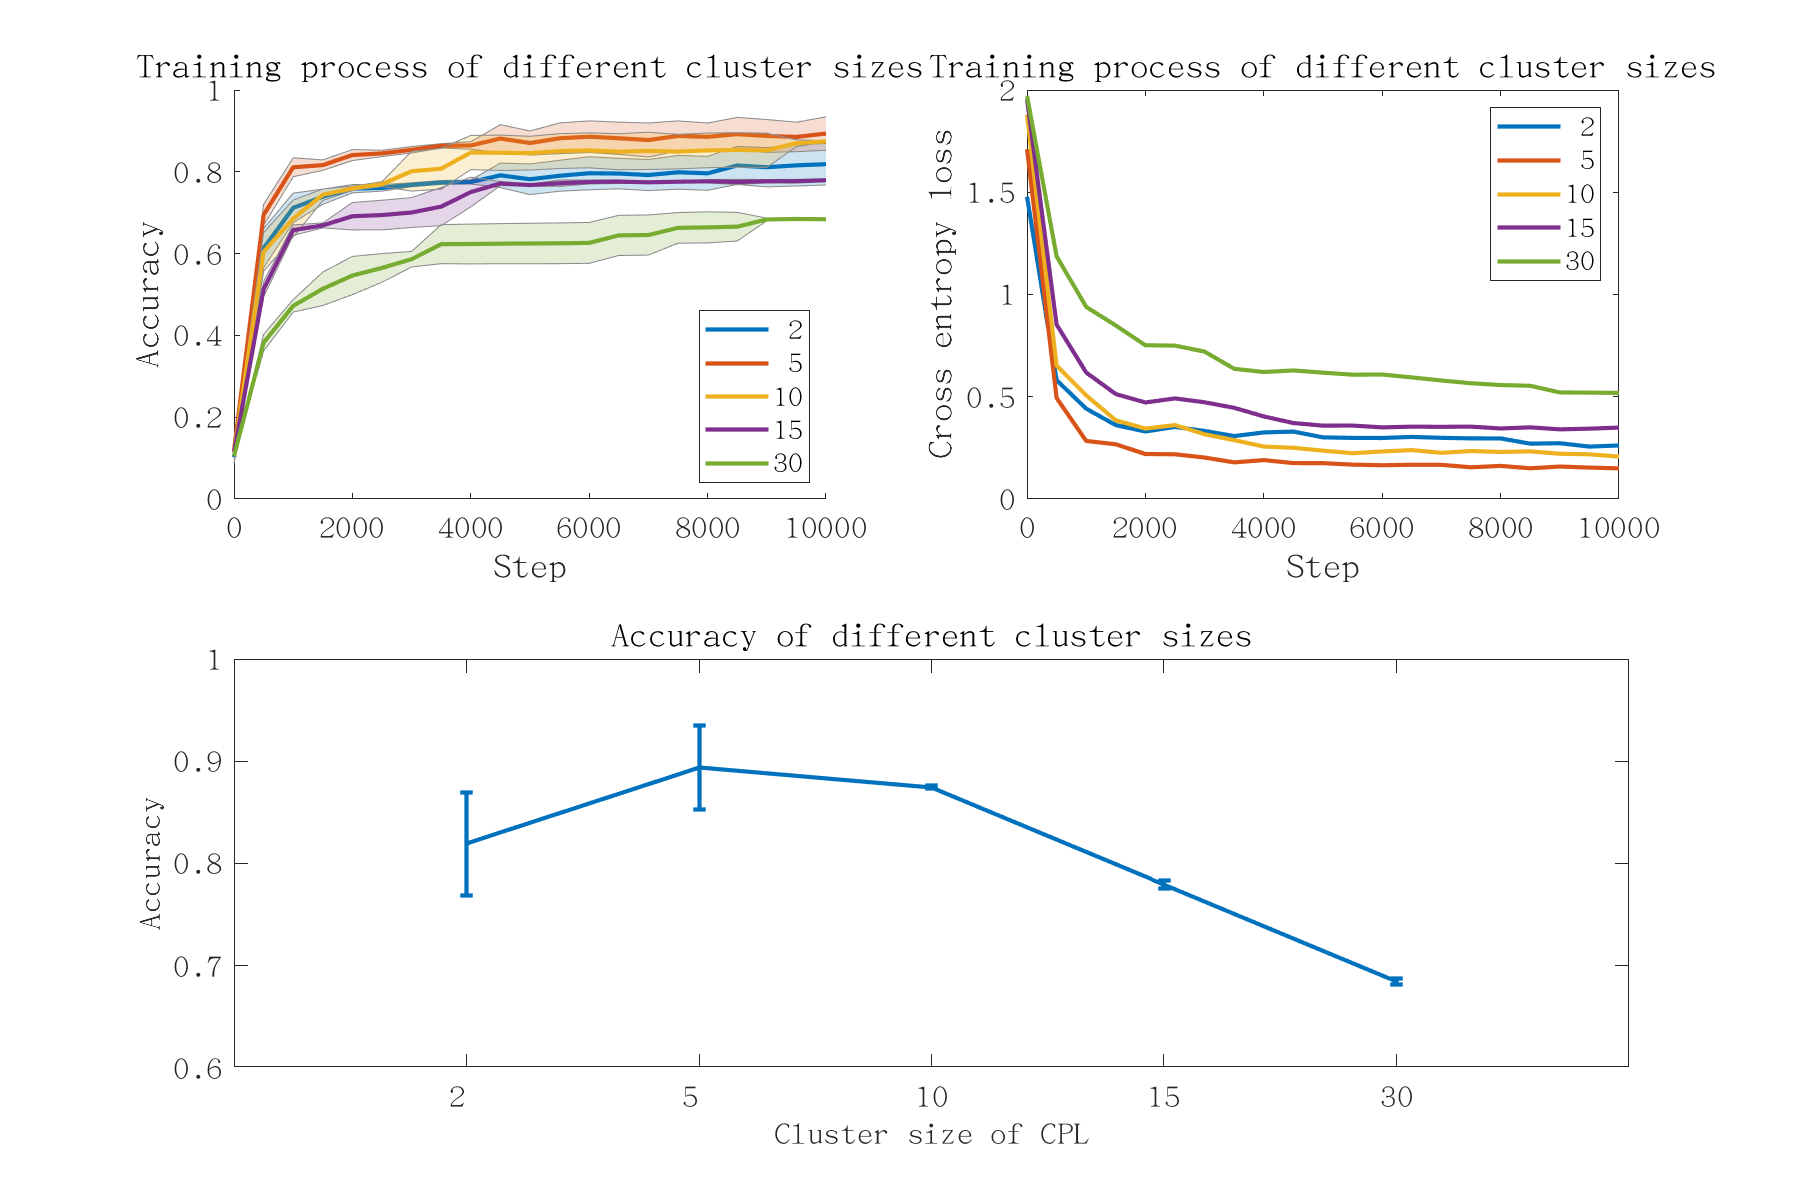 Training process of different cluster sizes
1
0.8
0.6
0.4
0.2
0
Accuracy
2
5
10
15
30
0 2000 4000 6000 8000 10000
Step
Training process of different cluster sizes
2
1.5
1
0.5
0
Cross entropy loss
2
5
10
15
30
0 2000 4000 6000 8000 10000
Step
Accuracy of different cluster sizes
1
0.9
0.8
0.7
0.6
Accuracy
2 5 10 15 30
Cluster size of CPL